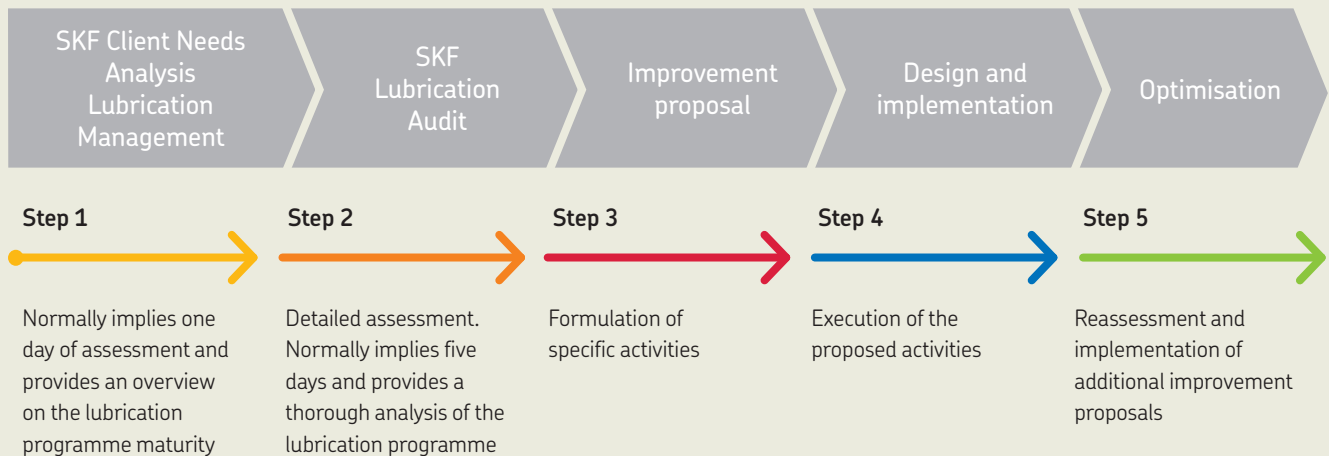 SKF Client Needs
Analysis
Lubrication
Management
SKF
Lubrication
Audit
Improvement
proposal
Design and
implementation
Optimisation
Step 1
Normally implies one
day of assessment and
provides an overview
on the lubrication
programme maturity
Step 2
Detailed assessment.
Normally implies five
days and provides a
thorough analysis of the
lubrication programme
Step 3
Formulation of
specific activities
Step 4
Execution of the
proposed activities
Step 5
Reassessment and
implementation of
additional improvement
proposals